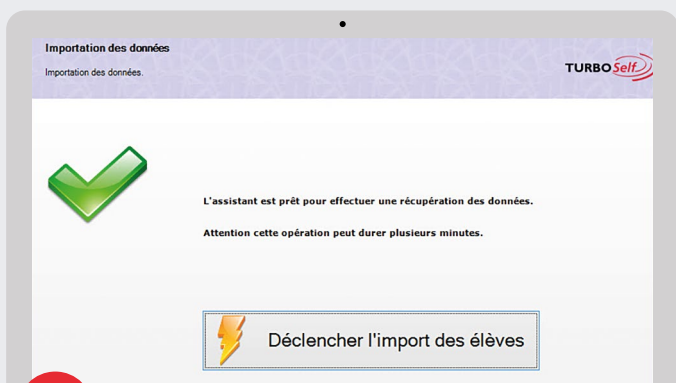 Importation des données
Importation des données.
TURBOSelf
L'assistant est prêt pour effectuer une récupération des données.
Attention cette opération peut durer plusieurs minutes.
Déclencher l'import des élèves